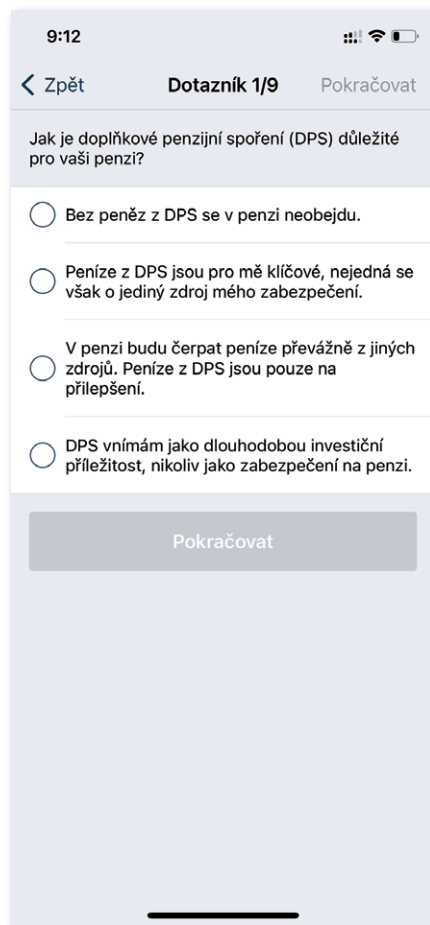 9:12
Zpět
Dotazník 1/9
Pokračovat
Jak je doplňkové penzijní spoření (DPS) důležité
pro vaši penzi?
Bez peněz z DPS se v penzi neobejdu.
Peníze z DPS jsou pro mě klíčové, nejedná se
však o jediný zdroj mého zabezpečení.
V penzi budu čerpat peníze převážně z jiných
zdrojů. Peníze z DPS jsou pouze na
přilepšení.
DPS vnímám jako dlouhodobou investiční
příležitost, nikoliv jako zabezpečení na penzi.
Pokračovat